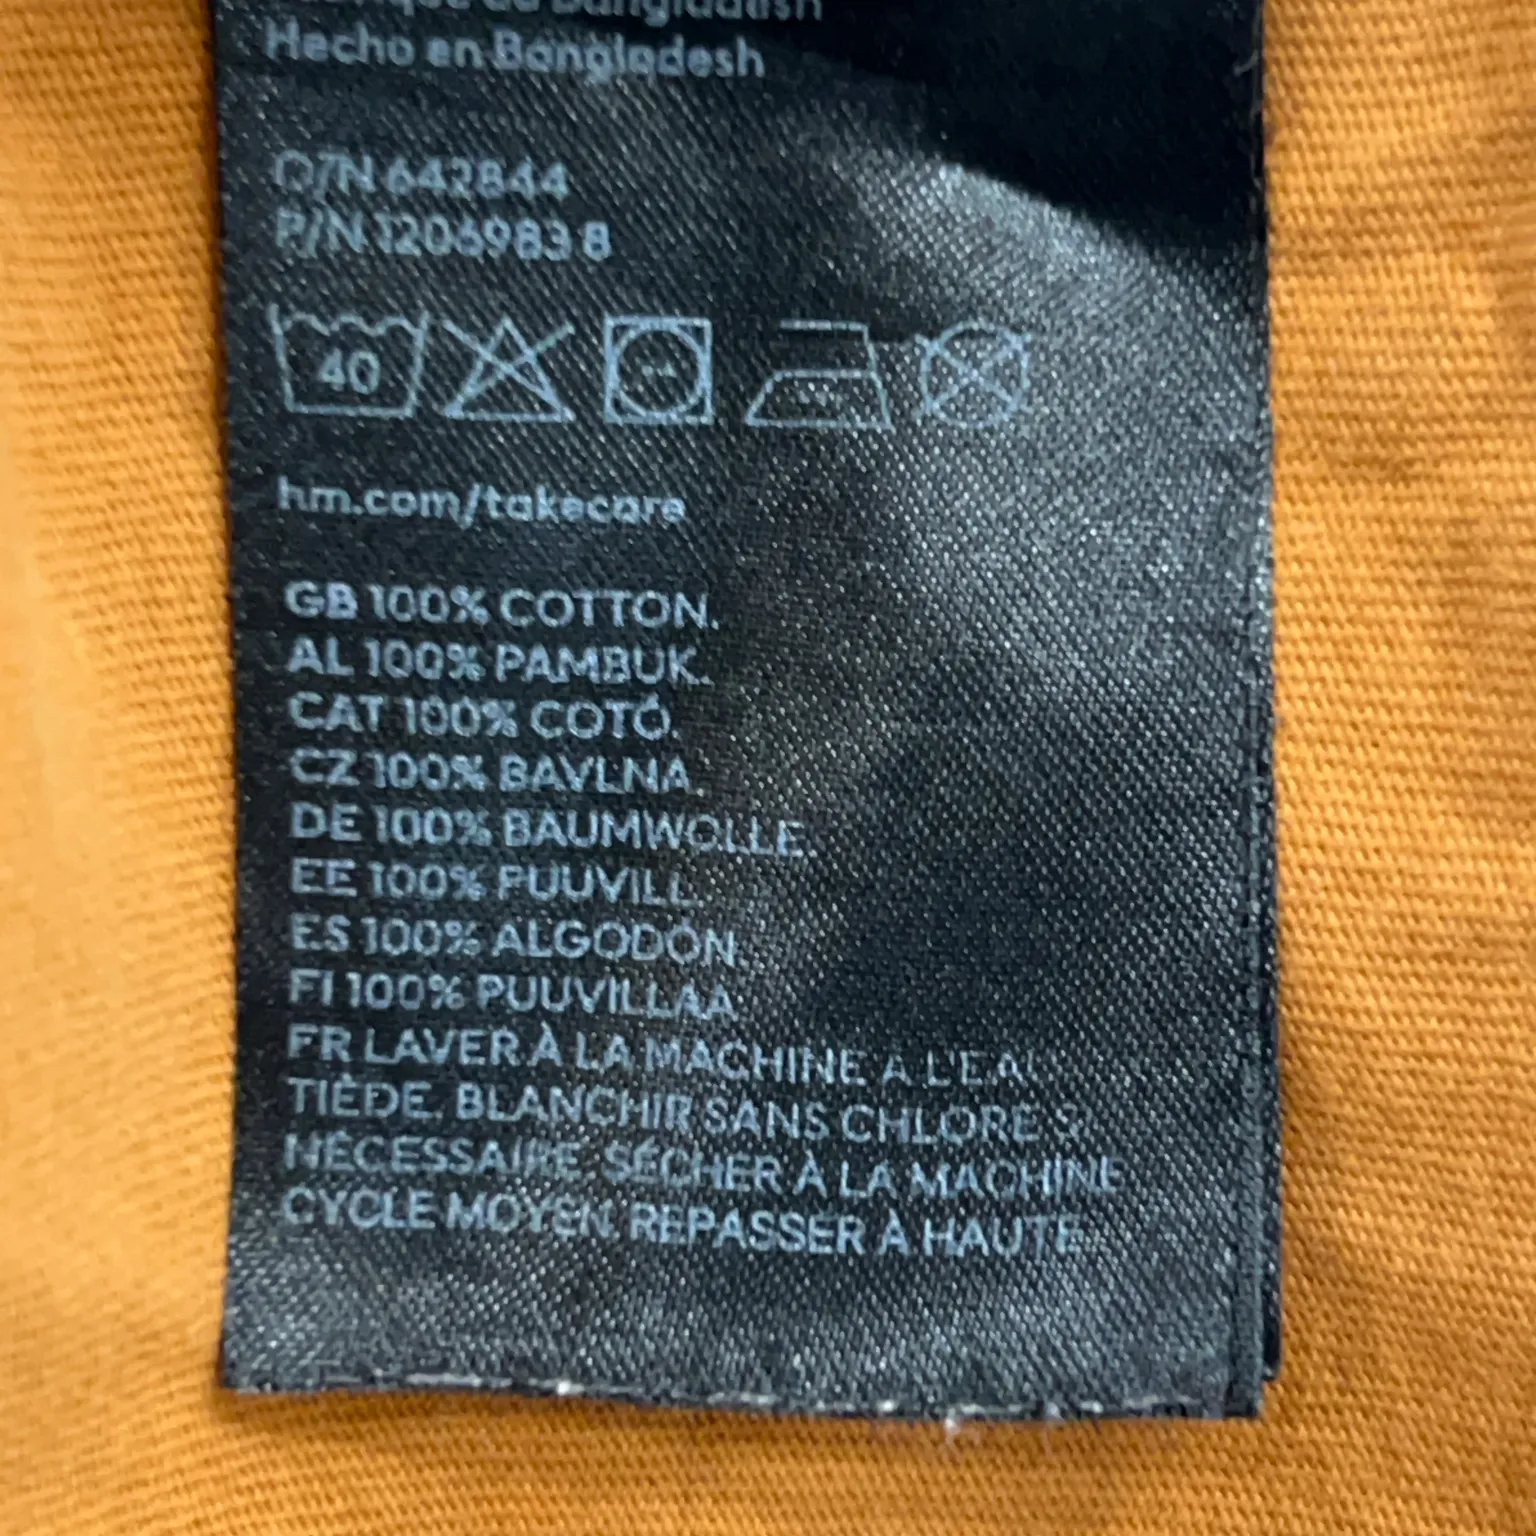 Hecho en Bangladesh
O/N 642844
P/N 1206983 8
40
hm.com/takecare
GB 100% COTTON.
AL 100% PAMBUK.
CAT 100% COTÓ.
CZ 100% BAVLNA.
DE 100% BAUMWOLLE
EE 100% PUUVILL
ES 100% ALGODÓN.
FI 100% PUUVILLAA
FR LAVER À LA MACHINE À L'EAU
TIÈDE, BLANCHIR SANS CHLORE SI
NÉCESSAIRE, SÉCHER À LA MACHINE
CYCLE MOYEN, REPASSER À HAUTE